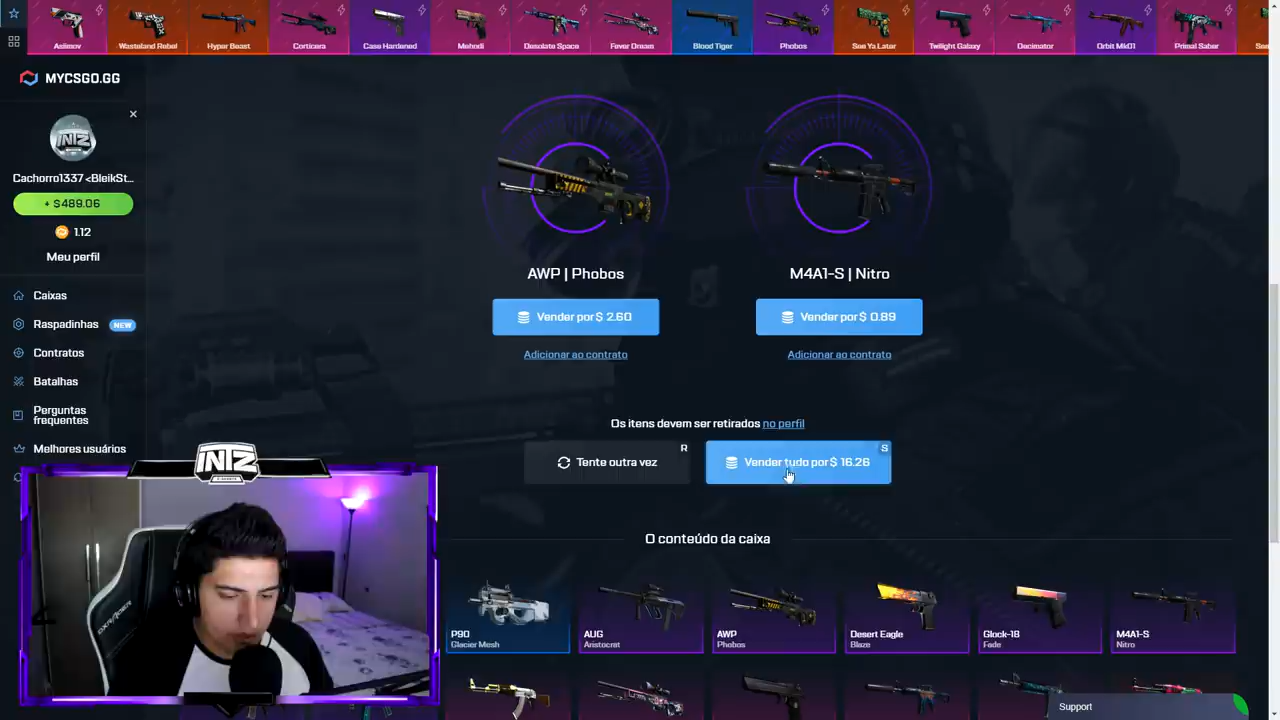 Asiimov
Wasteland Rebel
Hyper Beast
Corticera
Case Hardened
Mehndi
Desolate Space
Fever Dream
Blood Tiger
Phobos
See Ya Later
Twilight Galaxy
Decimator
Orbit Mk01
Primal Saber
MYCSGO.GG
Cachorro1337 <BleikSt...
+ $489.06
1.12
Meu perfil
Caixas
Raspadinhas NEW
Contratos
Batalhas
Perguntas
frequentes
Melhores usuários
AWP | Phobos
M4A1-S | Nitro
Vender por $ 2.60
Vender por $ 0.89
Adicionar ao contrato
Adicionar ao contrato
Os itens devem ser retirados no perfil
Tente outra vez R
Vender tudo por $ 16.26 S
O conteúdo da caixa
P90
Glacier Mesh
AUG
Aristocrat
AWP
Phobos
Desert Eagle
Blaze
Glock-18
Fade
M4A1-S
Nitro
Support
INTZ